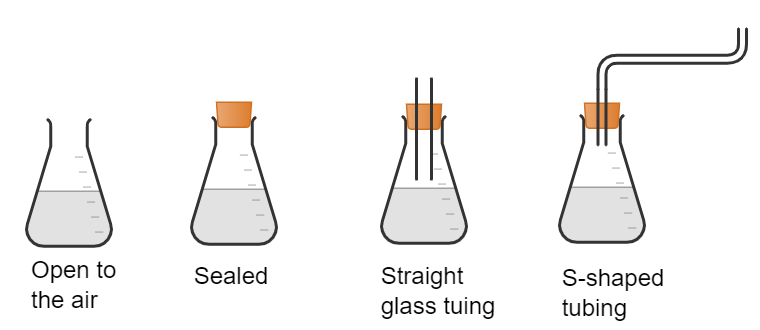 Open to
the air
Sealed
Straight
glass tuing
S-shaped
tubing